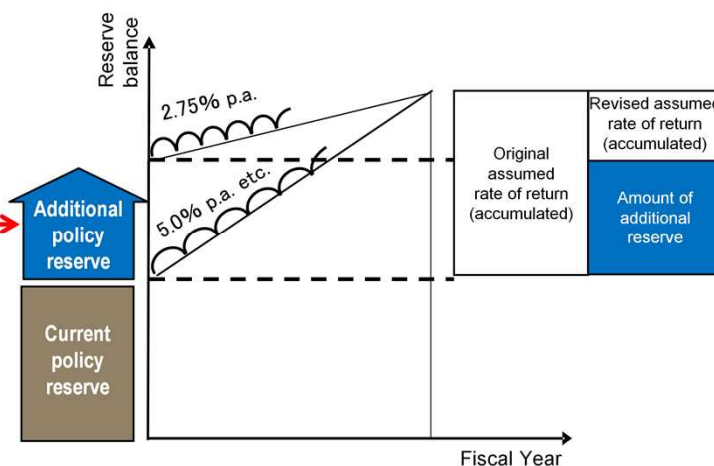 Reserve
balance
2.75% p.a.
5.0% p.a. etc.
Additional
policy
reserve
Current
policy
reserve
Original
assumed
rate of return
(accumulated)
Revised assumed
rate of return
(accumulated)
Amount of
additional
reserve
Fiscal Year